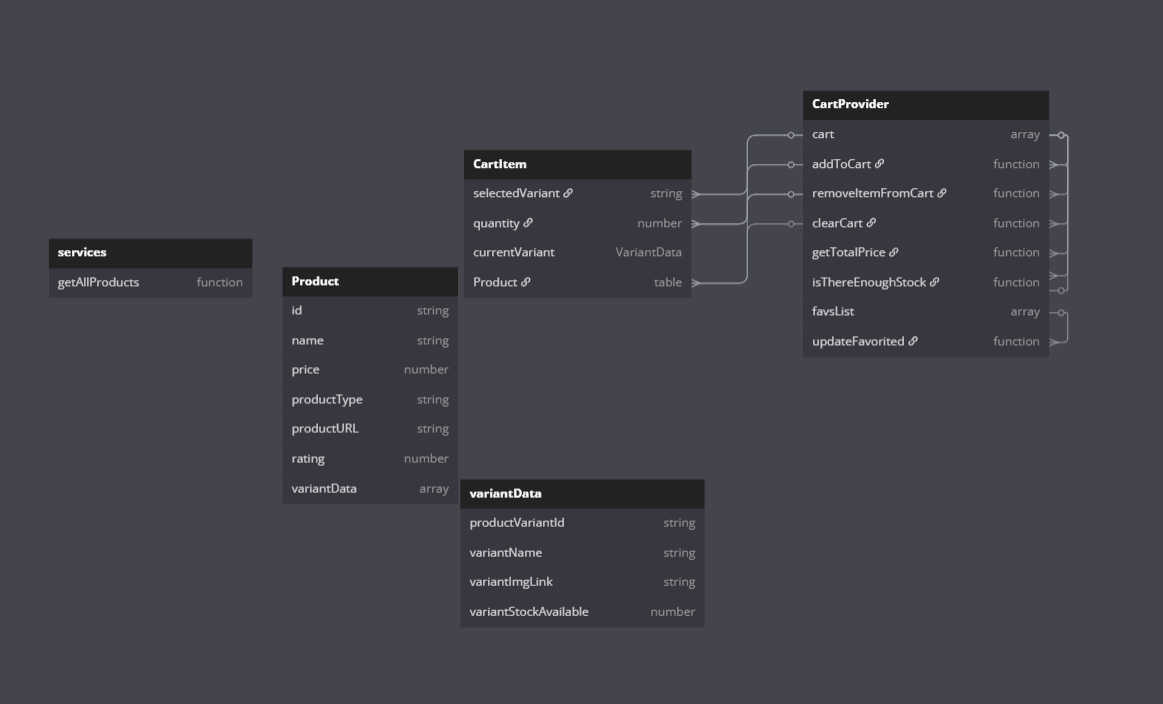 services
getAllProducts function
Product
id string
name string
price number
productType string
productURL string
rating number
variantData array
CartItem
selectedVariant string
quantity number
currentVariant VariantData
Product table
variantData
productVariantId string
variantName string
variantImgLink string
variantStockAvailable number
CartProvider
cart array
addToCart function
removeItemFromCart function
clearCart function
getTotalPrice function
isThereEnoughStock function
favsList array
updateFavorited function